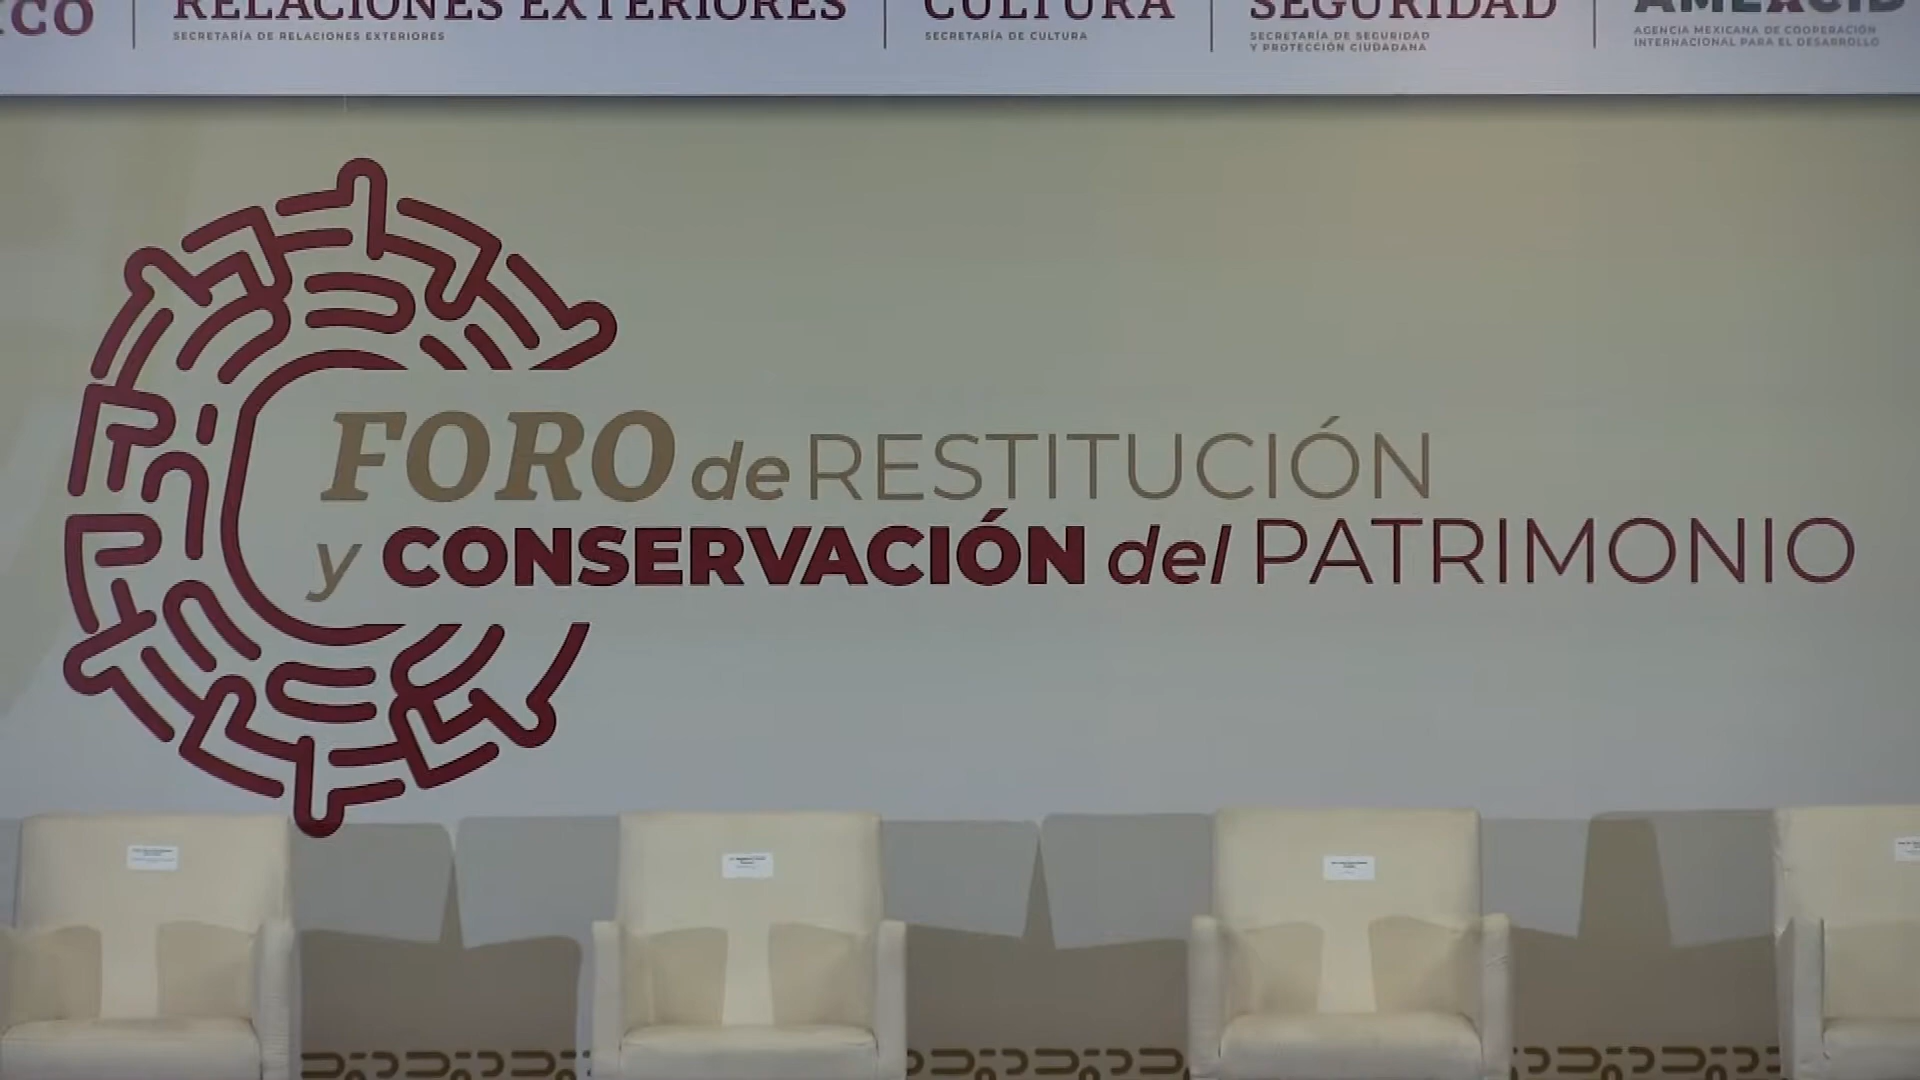 RELACIONES EXTERIORES
SECRETARÍA DE RELACIONES EXTERIORES
CULTURA
SECRETARÍA DE CULTURA
SEGURIDAD
SECRETARÍA DE SEGURIDAD
Y PROTECCIÓN CIUDADANA
AMEXCID
AGENCIA MEXICANA DE COOPERACIÓN
INTERNACIONAL PARA EL DESARROLLO
FORO de RESTITUCIÓN
y CONSERVACIÓN del PATRIMONIO